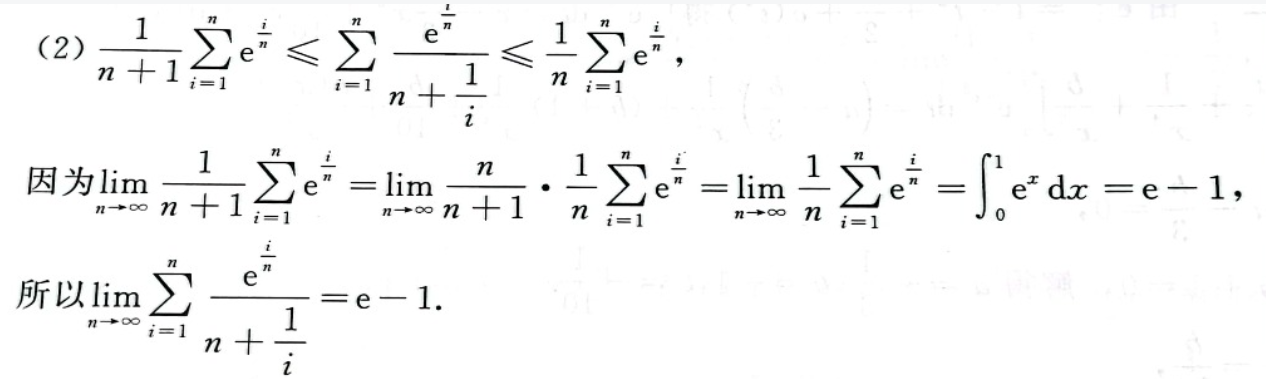 (2) $\frac{1}{n+1}\sum_{i=1}^{n}e^{\frac{i}{n}} \leqslant \sum_{i=1}^{n}\frac{e^{\frac{i}{n}}}{n+\frac{1}{i}} \leqslant \frac{1}{n}\sum_{i=1}^{n}e^{\frac{i}{n}}$,
因为 $\lim_{n\to\infty}\frac{1}{n+1}\sum_{i=1}^{n}e^{\frac{i}{n}} = \lim_{n\to\infty}\frac{n}{n+1}\cdot\frac{1}{n}\sum_{i=1}^{n}e^{\frac{i}{n}} = \lim_{n\to\infty}\frac{1}{n}\sum_{i=1}^{n}e^{\frac{i}{n}} = \int_{0}^{1}e^{x}\,dx = e-1$,
所以 $\lim_{n\to\infty}\sum_{i=1}^{n}\frac{e^{\frac{i}{n}}}{n+\frac{1}{i}} = e-1$.